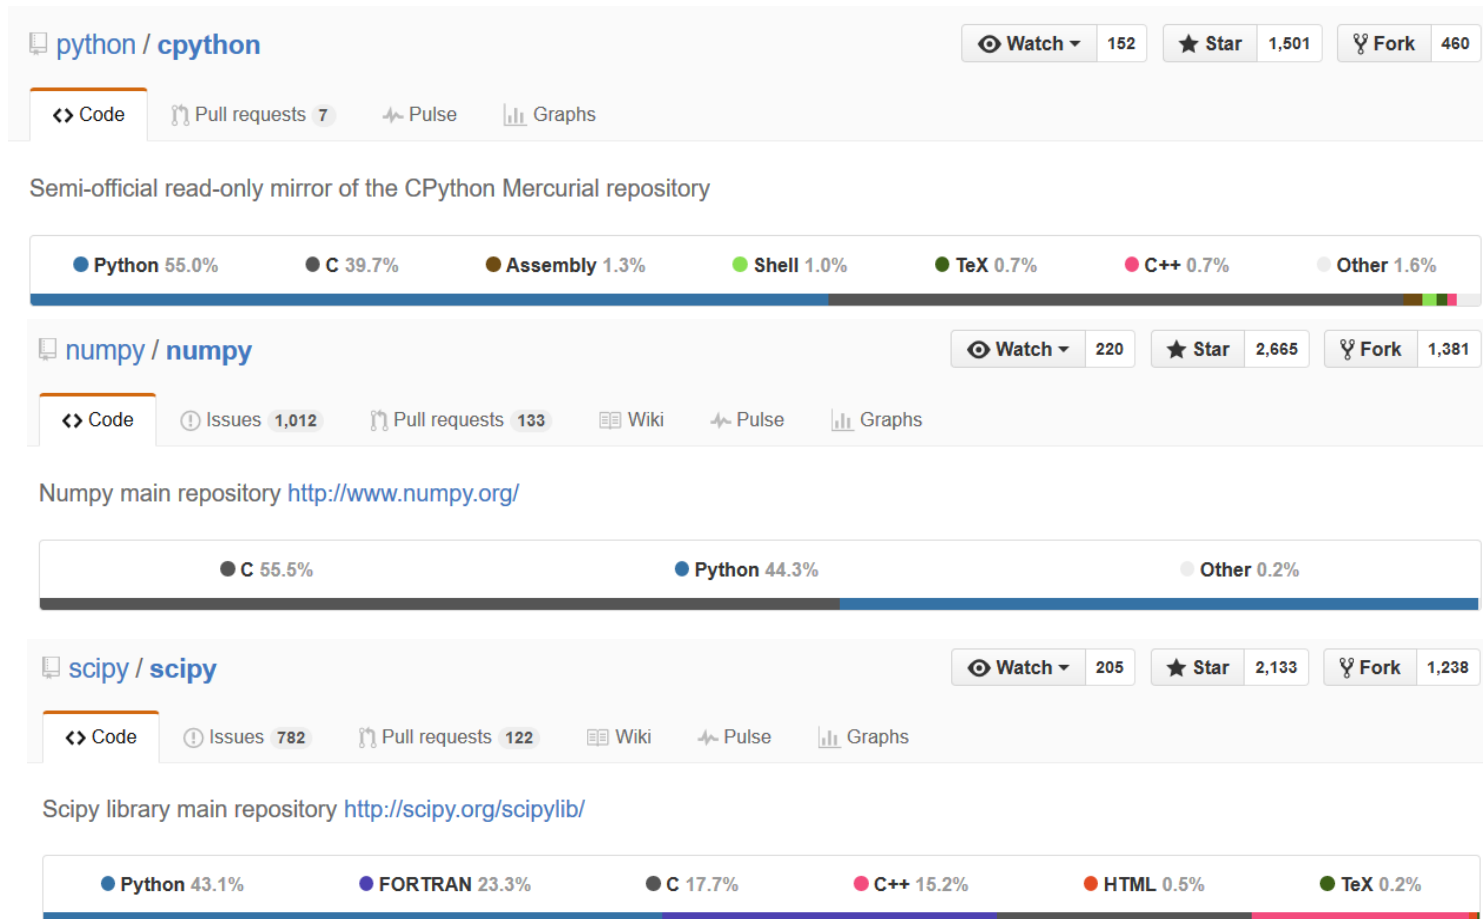 python / cpython Watch 152 Star 1,501 Fork 460
Code Pull requests 7 Pulse Graphs
Semi-official read-only mirror of the CPython Mercurial repository
Python 55.0% C 39.7% Assembly 1.3% Shell 1.0% TeX 0.7% C++ 0.7% Other 1.6%
numpy / numpy Watch 220 Star 2,665 Fork 1,381
Code Issues 1,012 Pull requests 133 Wiki Pulse Graphs
Numpy main repository http://www.numpy.org/
C 55.5% Python 44.3% Other 0.2%
scipy / scipy Watch 205 Star 2,133 Fork 1,238
Code Issues 782 Pull requests 122 Wiki Pulse Graphs
Scipy library main repository http://scipy.org/scipylib/
Python 43.1% FORTRAN 23.3% C 17.7% C++ 15.2% HTML 0.5% TeX 0.2%